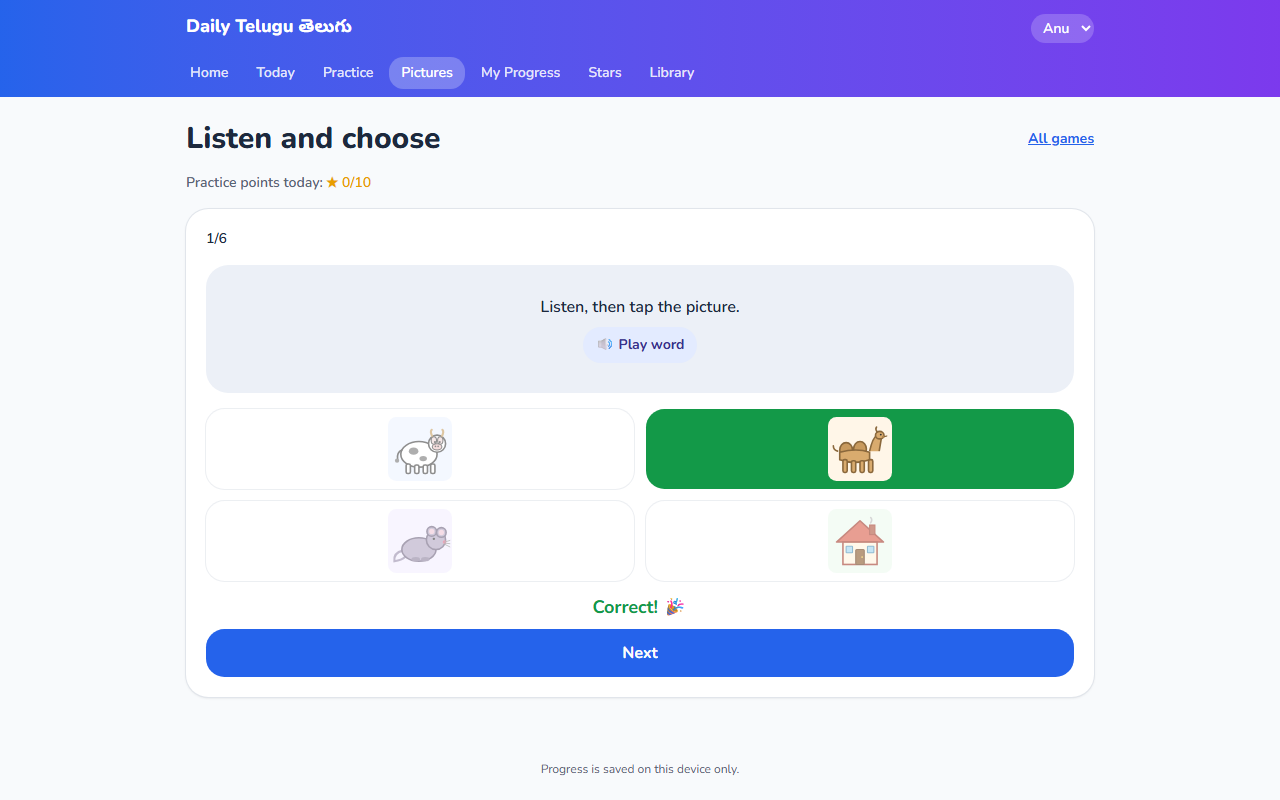 Daily Telugu తెలుగు
Anu
Home Today Practice Pictures My Progress Stars Library
Listen and choose
All games
Practice points today: ★ 0/10
1/6
Listen, then tap the picture.
🔊 Play word
Correct! 🎉
Next
Progress is saved on this device only.